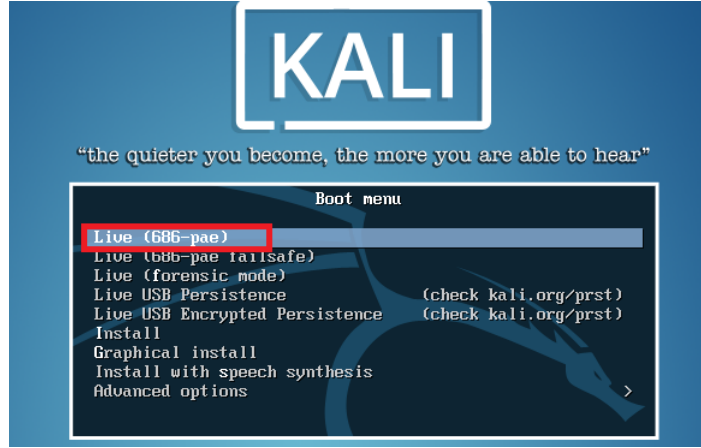 KALI
“the quieter you become, the more you are able to hear”
Boot menu
Live (686-pae)
Live (686-pae failsafe)
Live (forensic mode)
Live USB Persistence (check kali.org/prst)
Live USB Encrypted Persistence (check kali.org/prst)
Install
Graphical install
Install with speech synthesis
Advanced options >